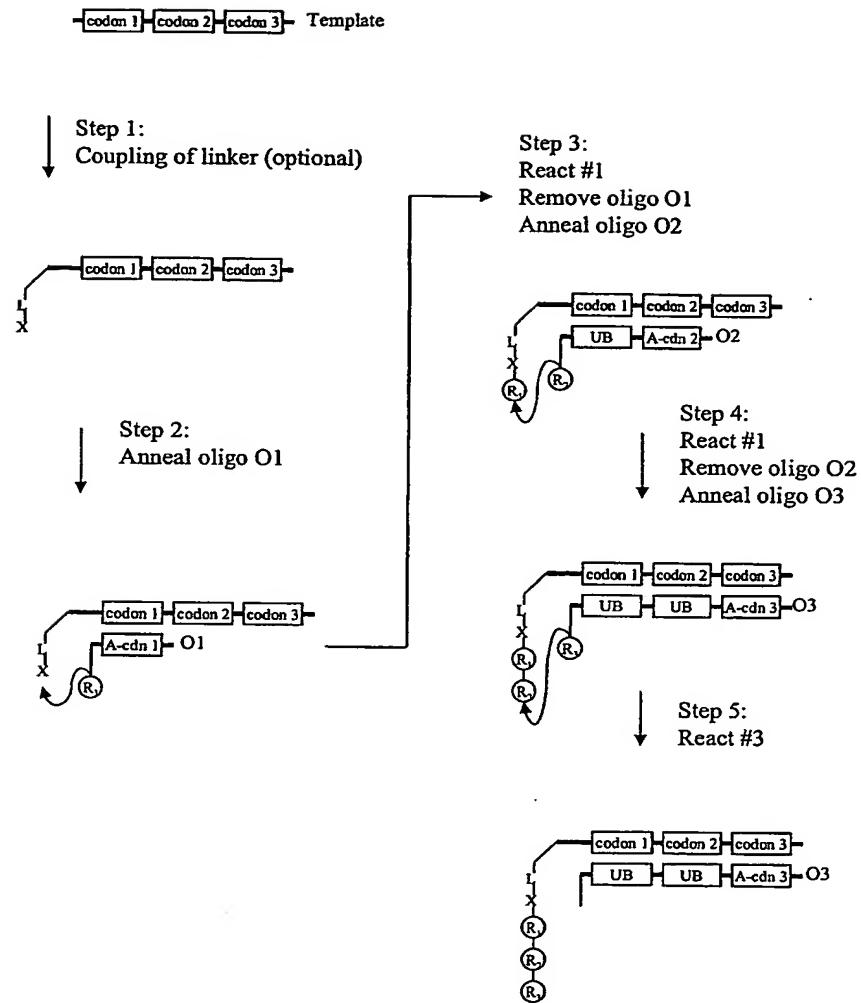 codon 1 codon 2 codon 3 Template
Step 1:
Coupling of linker (optional)
codon 1 codon 2 codon 3
L
X
Step 2:
Anneal oligo O1
codon 1 codon 2 codon 3
A-cdn 1 O1
L
X
R₁
Step 3:
React #1
Remove oligo O1
Anneal oligo O2
codon 1 codon 2 codon 3
UB A-cdn 2 O2
L
X
R₁ R₂
Step 4:
React #1
Remove oligo O2
Anneal oligo O3
codon 1 codon 2 codon 3
UB UB A-cdn 3 O3
L
X
R₁
R₂
Step 5:
React #3
codon 1 codon 2 codon 3
UB UB A-cdn 3 O3
L
X
R₁
R₂
R₃